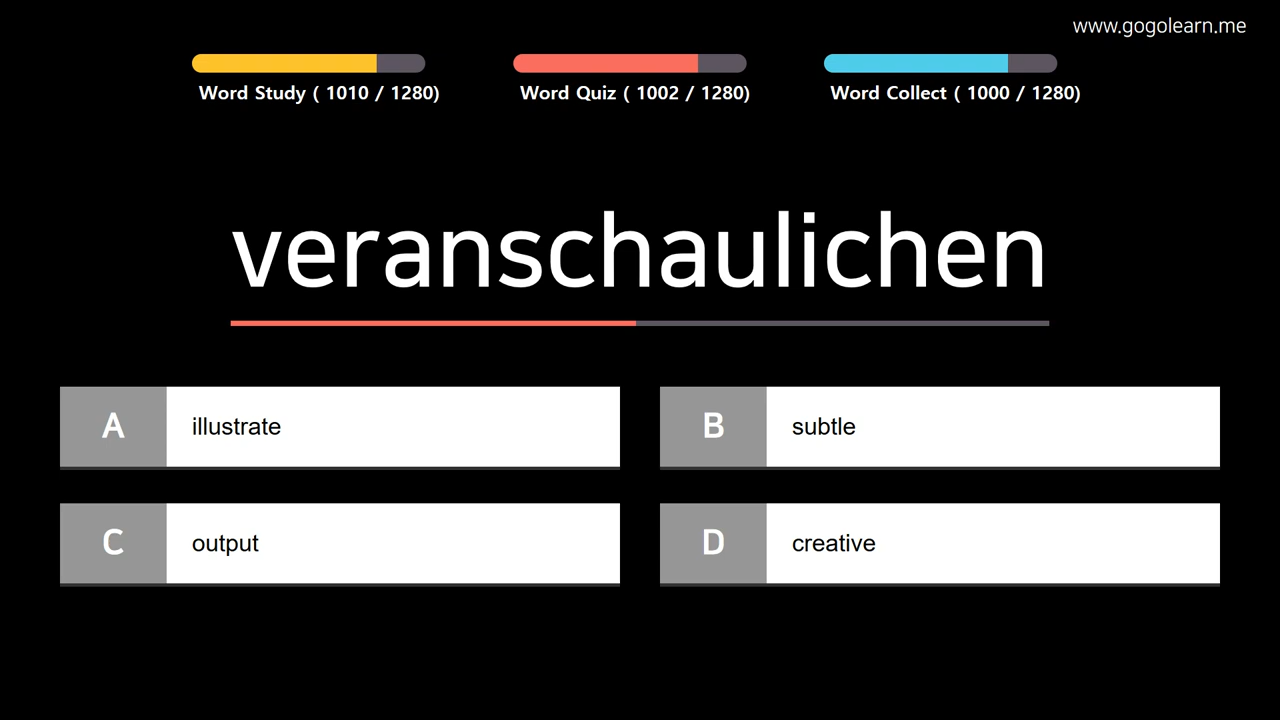 www.gogolearn.me
Word Study ( 1010 / 1280)
Word Quiz ( 1002 / 1280)
Word Collect ( 1000 / 1280)
veranschaulichen
A illustrate
B subtle
C output
D creative